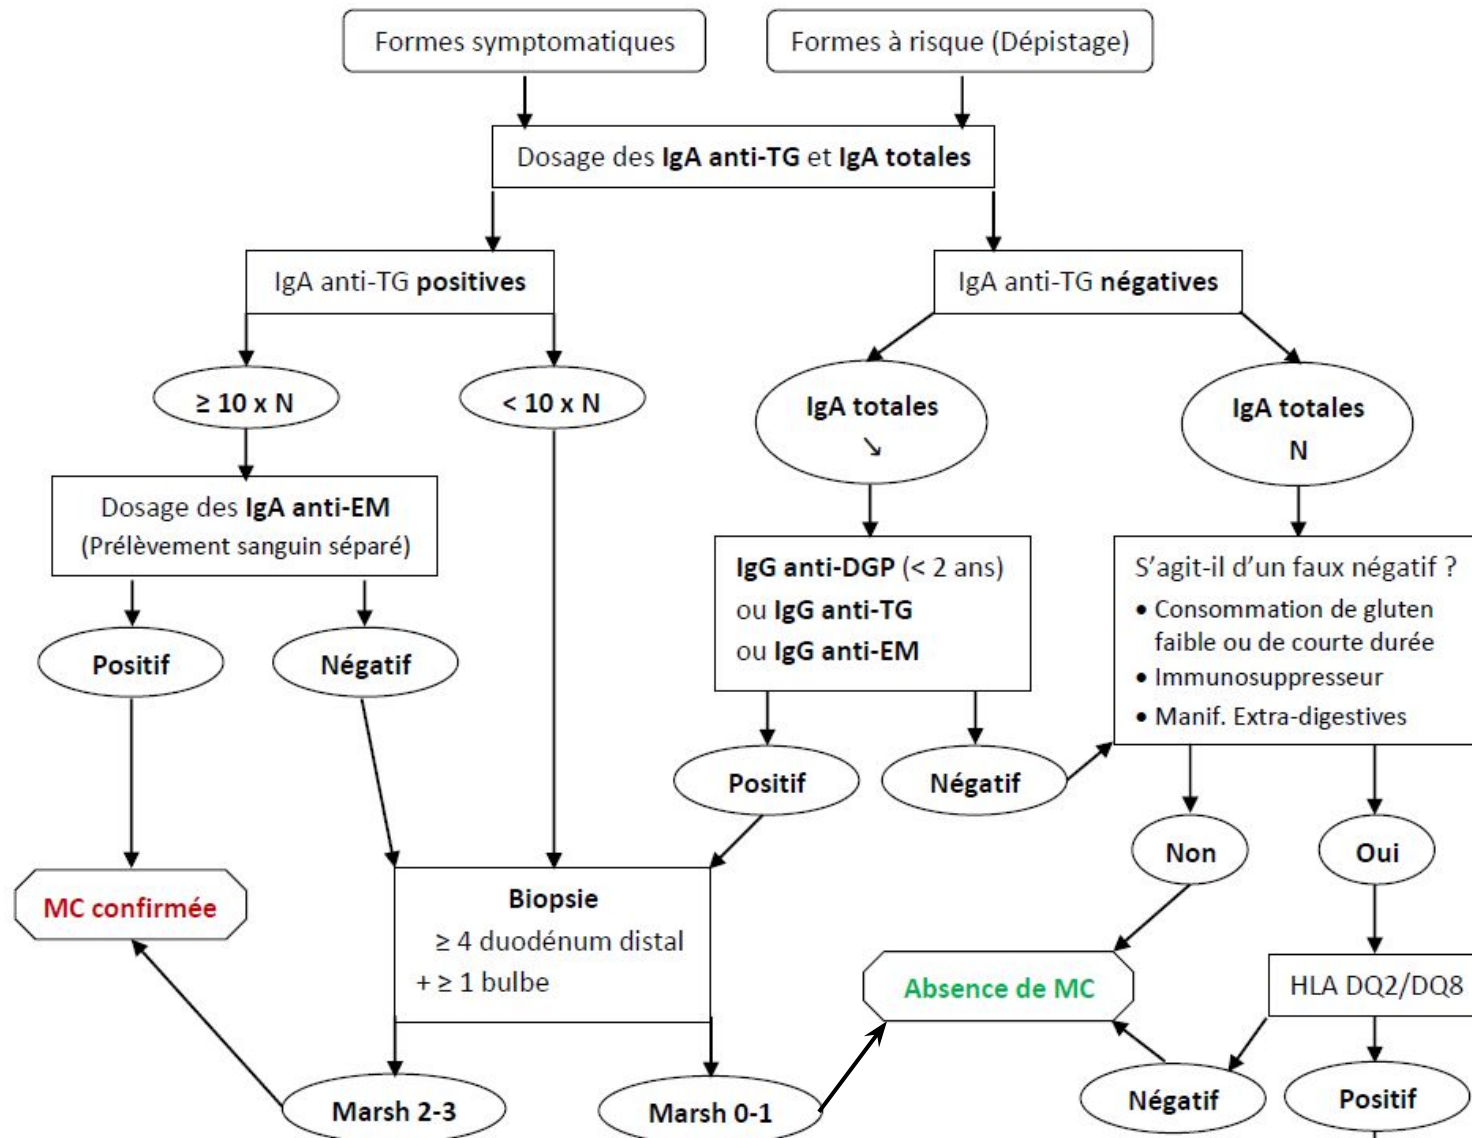 Formes symptomatiques
Formes à risque (Dépistage)
Dosage des IgA anti-TG et IgA totales
IgA anti-TG positives
IgA anti-TG négatives
≥ 10 x N
< 10 x N
IgA totales
↘
IgA totales
N
Dosage des IgA anti-EM
(Prélèvement sanguin séparé)
IgG anti-DGP (< 2 ans)
ou IgG anti-TG
ou IgG anti-EM
S'agit-il d'un faux négatif ?
• Consommation de gluten
faible ou de courte durée
• Immunosuppresseur
• Manif. Extra-digestives
Positif
Négatif
Positif
Négatif
Non
Oui
MC confirmée
Biopsie
≥ 4 duodénum distal
+ ≥ 1 bulbe
Absence de MC
HLA DQ2/DQ8
Marsh 2-3
Marsh 0-1
Négatif
Positif